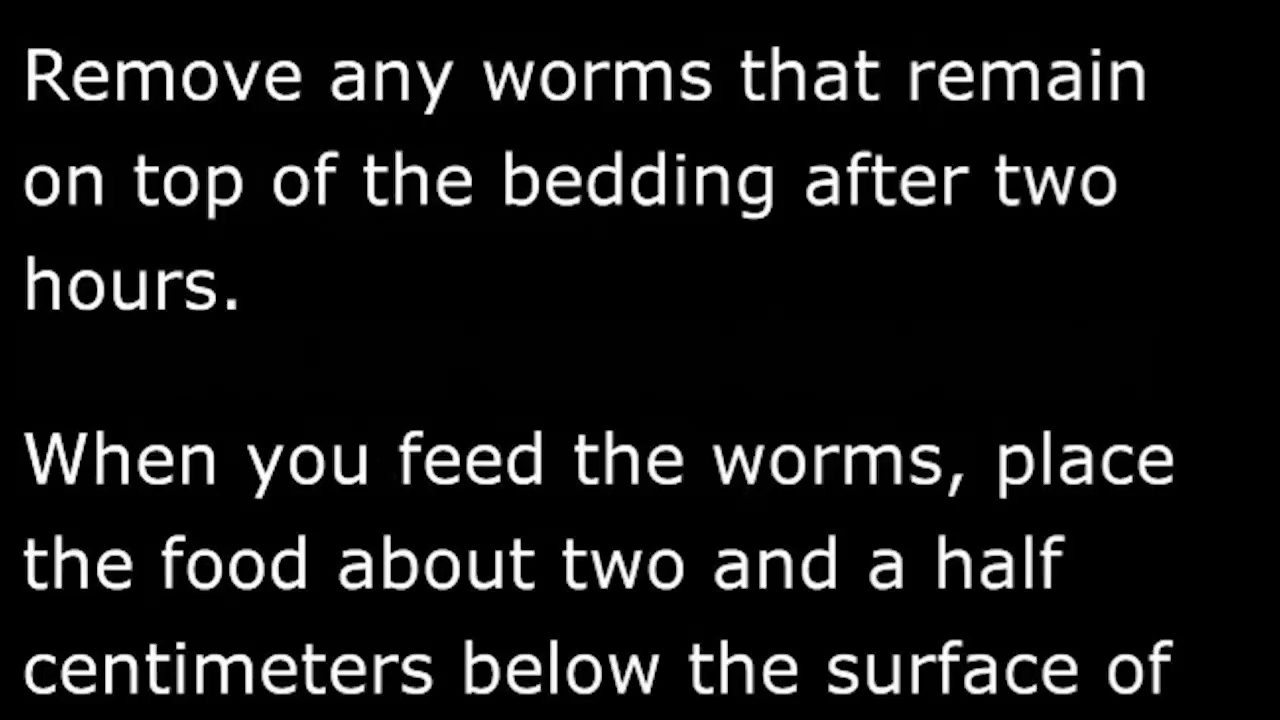 Remove any worms that remain
on top of the bedding after two
hours.
When you feed the worms, place
the food about two and a half
centimeters below the surface of